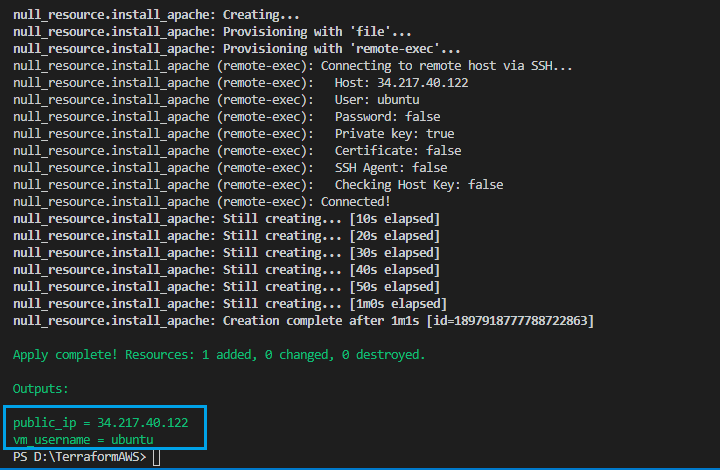 null_resource.install_apache: Creating...
null_resource.install_apache: Provisioning with 'file'...
null_resource.install_apache: Provisioning with 'remote-exec'...
null_resource.install_apache (remote-exec): Connecting to remote host via SSH...
null_resource.install_apache (remote-exec):   Host: 34.217.40.122
null_resource.install_apache (remote-exec):   User: ubuntu
null_resource.install_apache (remote-exec):   Password: false
null_resource.install_apache (remote-exec):   Private key: true
null_resource.install_apache (remote-exec):   Certificate: false
null_resource.install_apache (remote-exec):   SSH Agent: false
null_resource.install_apache (remote-exec):   Checking Host Key: false
null_resource.install_apache (remote-exec): Connected!
null_resource.install_apache: Still creating... [10s elapsed]
null_resource.install_apache: Still creating... [20s elapsed]
null_resource.install_apache: Still creating... [30s elapsed]
null_resource.install_apache: Still creating... [40s elapsed]
null_resource.install_apache: Still creating... [50s elapsed]
null_resource.install_apache: Still creating... [1m0s elapsed]
null_resource.install_apache: Creation complete after 1m1s [id=1897918777788722863]
Apply complete! Resources: 1 added, 0 changed, 0 destroyed.
Outputs:
public_ip = 34.217.40.122
vm_username = ubuntu
PS D:\TerraformAWS>